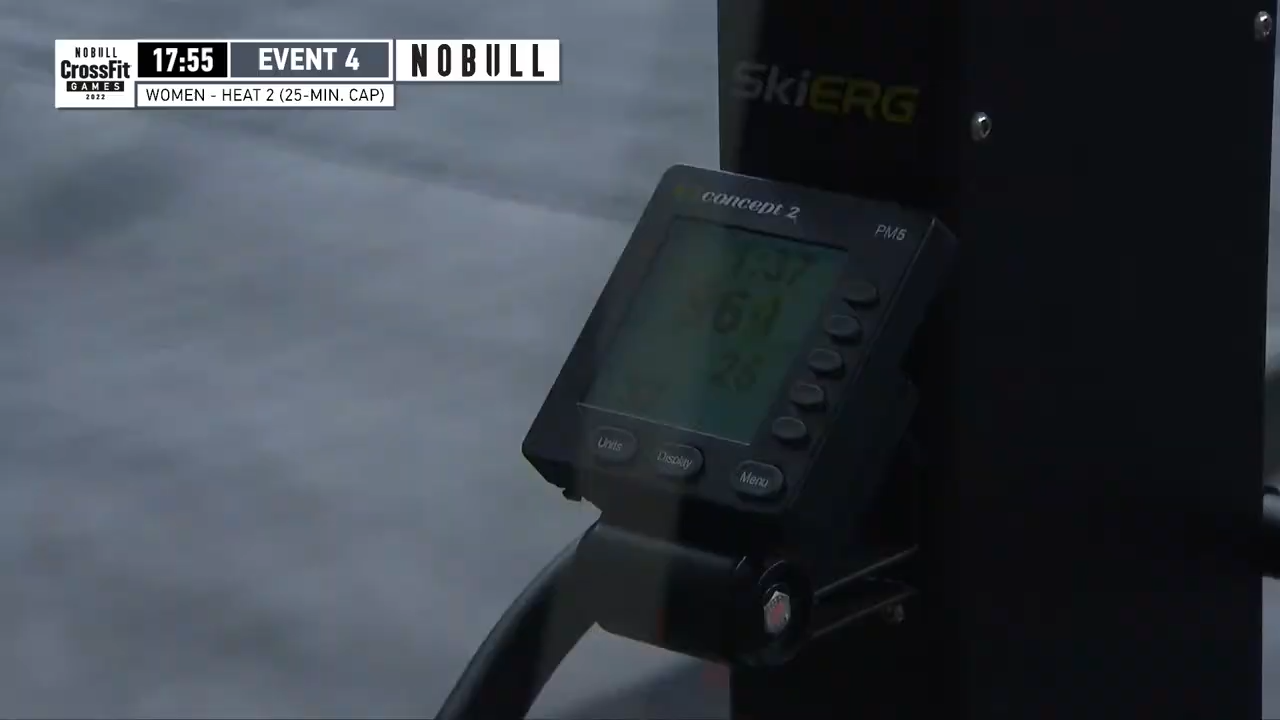 NOBULL
CrossFit
GAMES
2022
17:55
EVENT 4
NOBULL
WOMEN - HEAT 2 (25-MIN. CAP)
SkiERG
concept 2
PM5
Units
Display
Menu